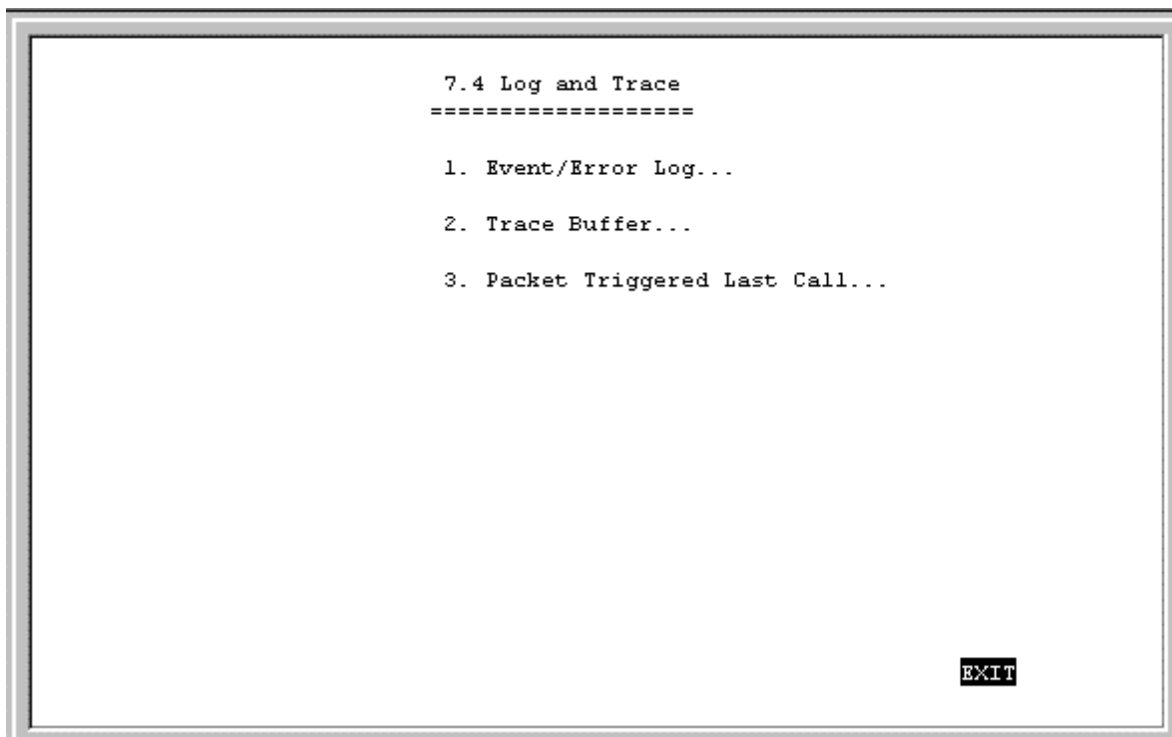 7.4 Log and Trace
===================
1. Event/Error Log...
2. Trace Buffer...
3. Packet Triggered Last Call...
EXIT